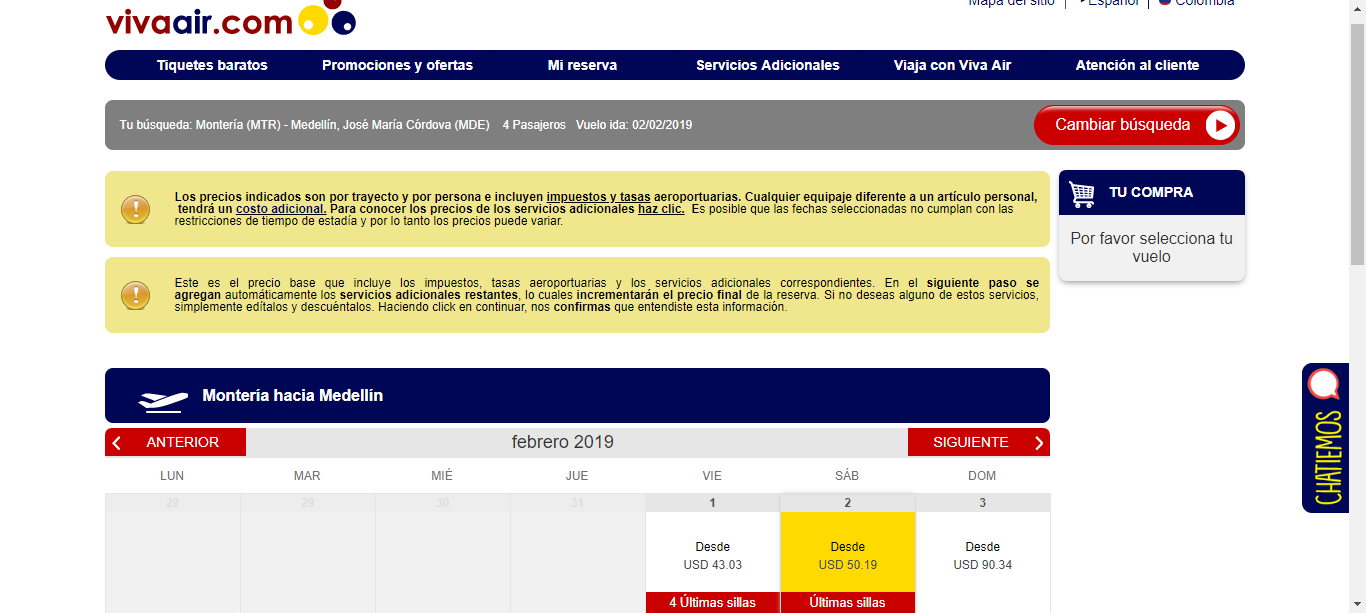 Mapa del sitio | Español | Colombia
vivaair.com
Tiquetes baratos Promociones y ofertas Mi reserva Servicios Adicionales Viaja con Viva Air Atención al cliente
Tu búsqueda: Montería (MTR) - Medellín, José María Córdova (MDE) 4 Pasajeros Vuelo ida: 02/02/2019
Cambiar búsqueda
Los precios indicados son por trayecto y por persona e incluyen impuestos y tasas aeroportuarias. Cualquier equipaje diferente a un artículo personal,
tendrá un costo adicional. Para conocer los precios de los servicios adicionales haz clic. Es posible que las fechas seleccionadas no cumplan con las
restricciones de tiempo de estadía y por lo tanto los precios puede variar.
TU COMPRA
Por favor selecciona tu
vuelo
Este es el precio base que incluye los impuestos, tasas aeroportuarias y los servicios adicionales correspondientes. En el siguiente paso se
agregan automáticamente los servicios adicionales restantes, lo cuales incrementarán el precio final de la reserva. Si no deseas alguno de estos servicios,
simplemente edítalos y descuéntalos. Haciendo click en continuar, nos confirmas que entendiste esta información.
CHATIEMOS
Montería hacia Medellín
ANTERIOR febrero 2019 SIGUIENTE
LUN MAR MIÉ JUE VIE SÁB DOM
28 29 30 31 1 2 3
Desde Desde Desde
USD 43.03 USD 50.19 USD 90.34
4 Últimas sillas Últimas sillas